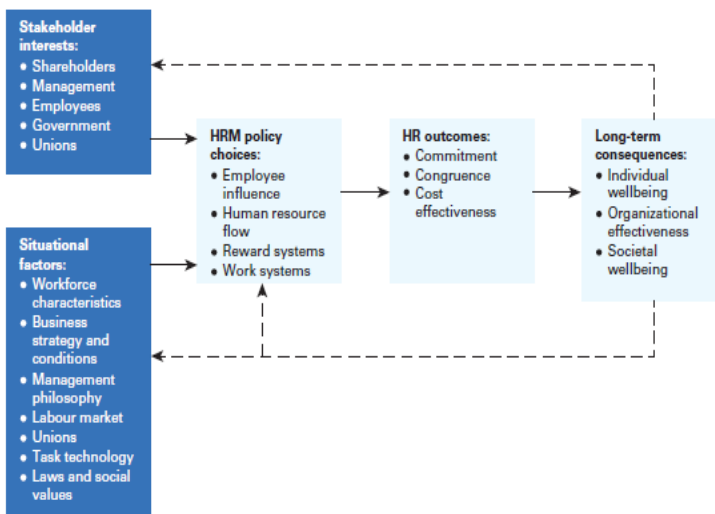 Stakeholder
interests:
• Shareholders
• Management
• Employees
• Government
• Unions
HRM policy
choices:
• Employee
influence
• Human resource
flow
• Reward systems
• Work systems
HR outcomes:
• Commitment
• Congruence
• Cost
effectiveness
Long-term
consequences:
• Individual
wellbeing
• Organizational
effectiveness
• Societal
wellbeing
Situational
factors:
• Workforce
characteristics
• Business
strategy and
conditions
• Management
philosophy
• Labour market
• Unions
• Task technology
• Laws and social
values